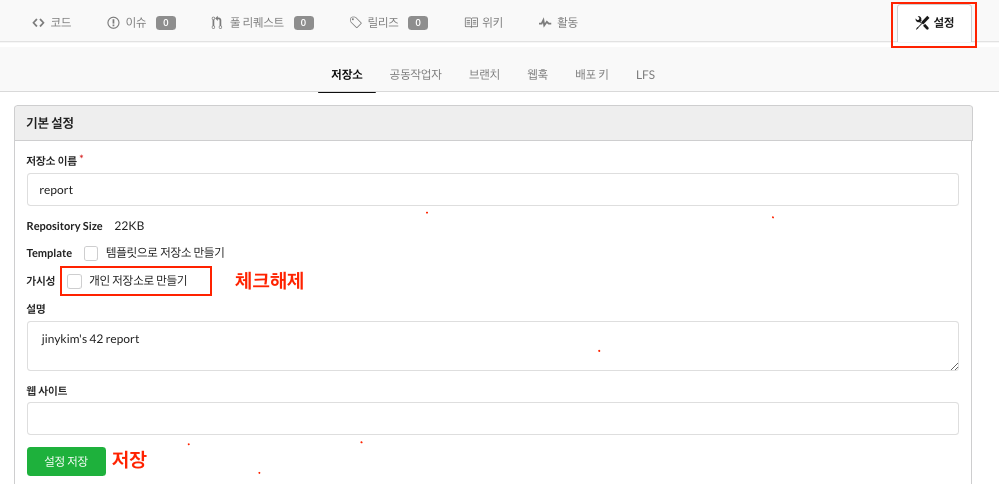 코드 이슈 0 풀 리퀘스트 0 릴리즈 0 위키 활동 설정
저장소 공동작업자 브랜치 웹훅 배포 키 LFS
기본 설정
저장소 이름 *
report
Repository Size 22KB
Template 템플릿으로 저장소 만들기
가시성 개인 저장소로 만들기 체크해제
설명
jinykim's 42 report
웹 사이트
설정 저장 저장